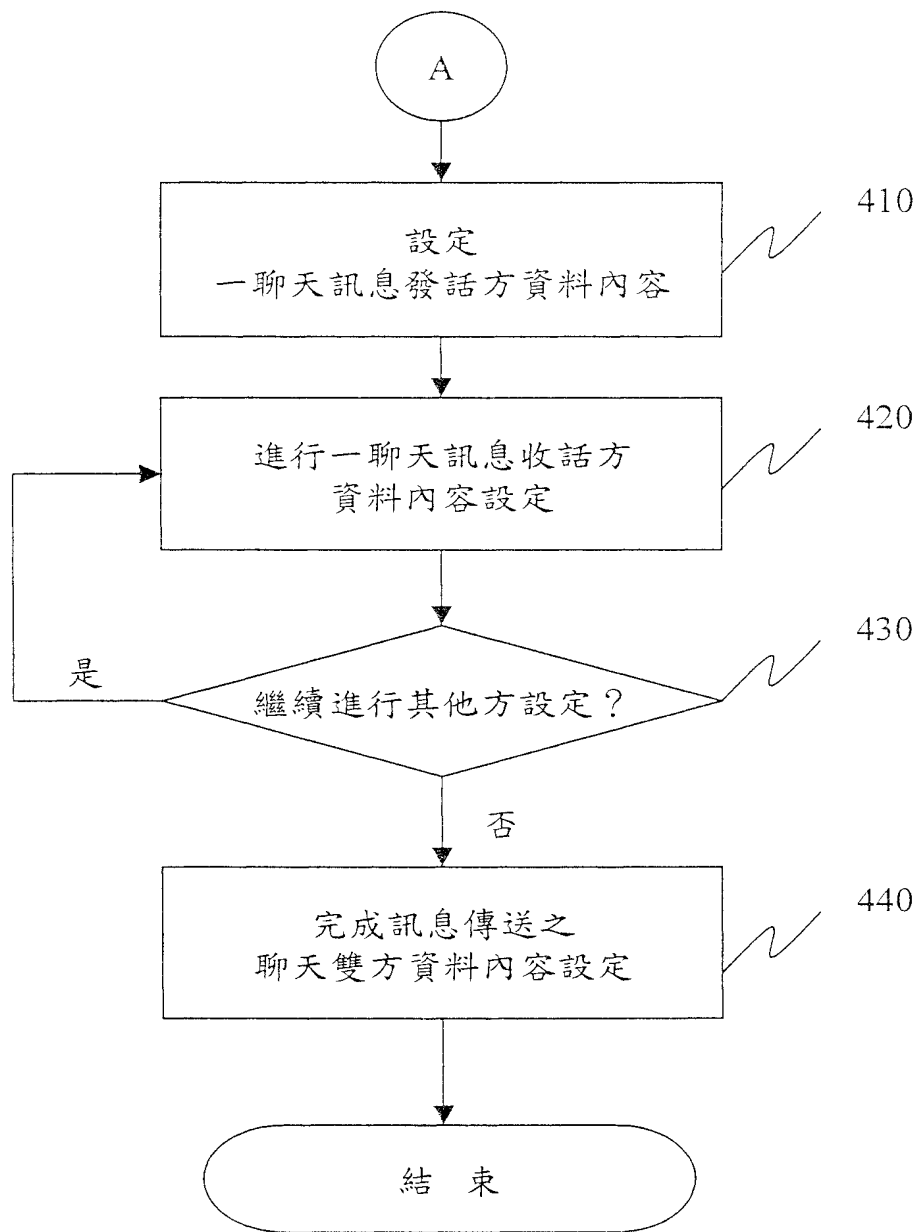 A
設定
一聊天訊息發話方資料內容
410
進行一聊天訊息收話方
資料內容設定
420
繼續進行其他方設定？
430
是
否
完成訊息傳送之
聊天雙方資料內容設定
440
結 束